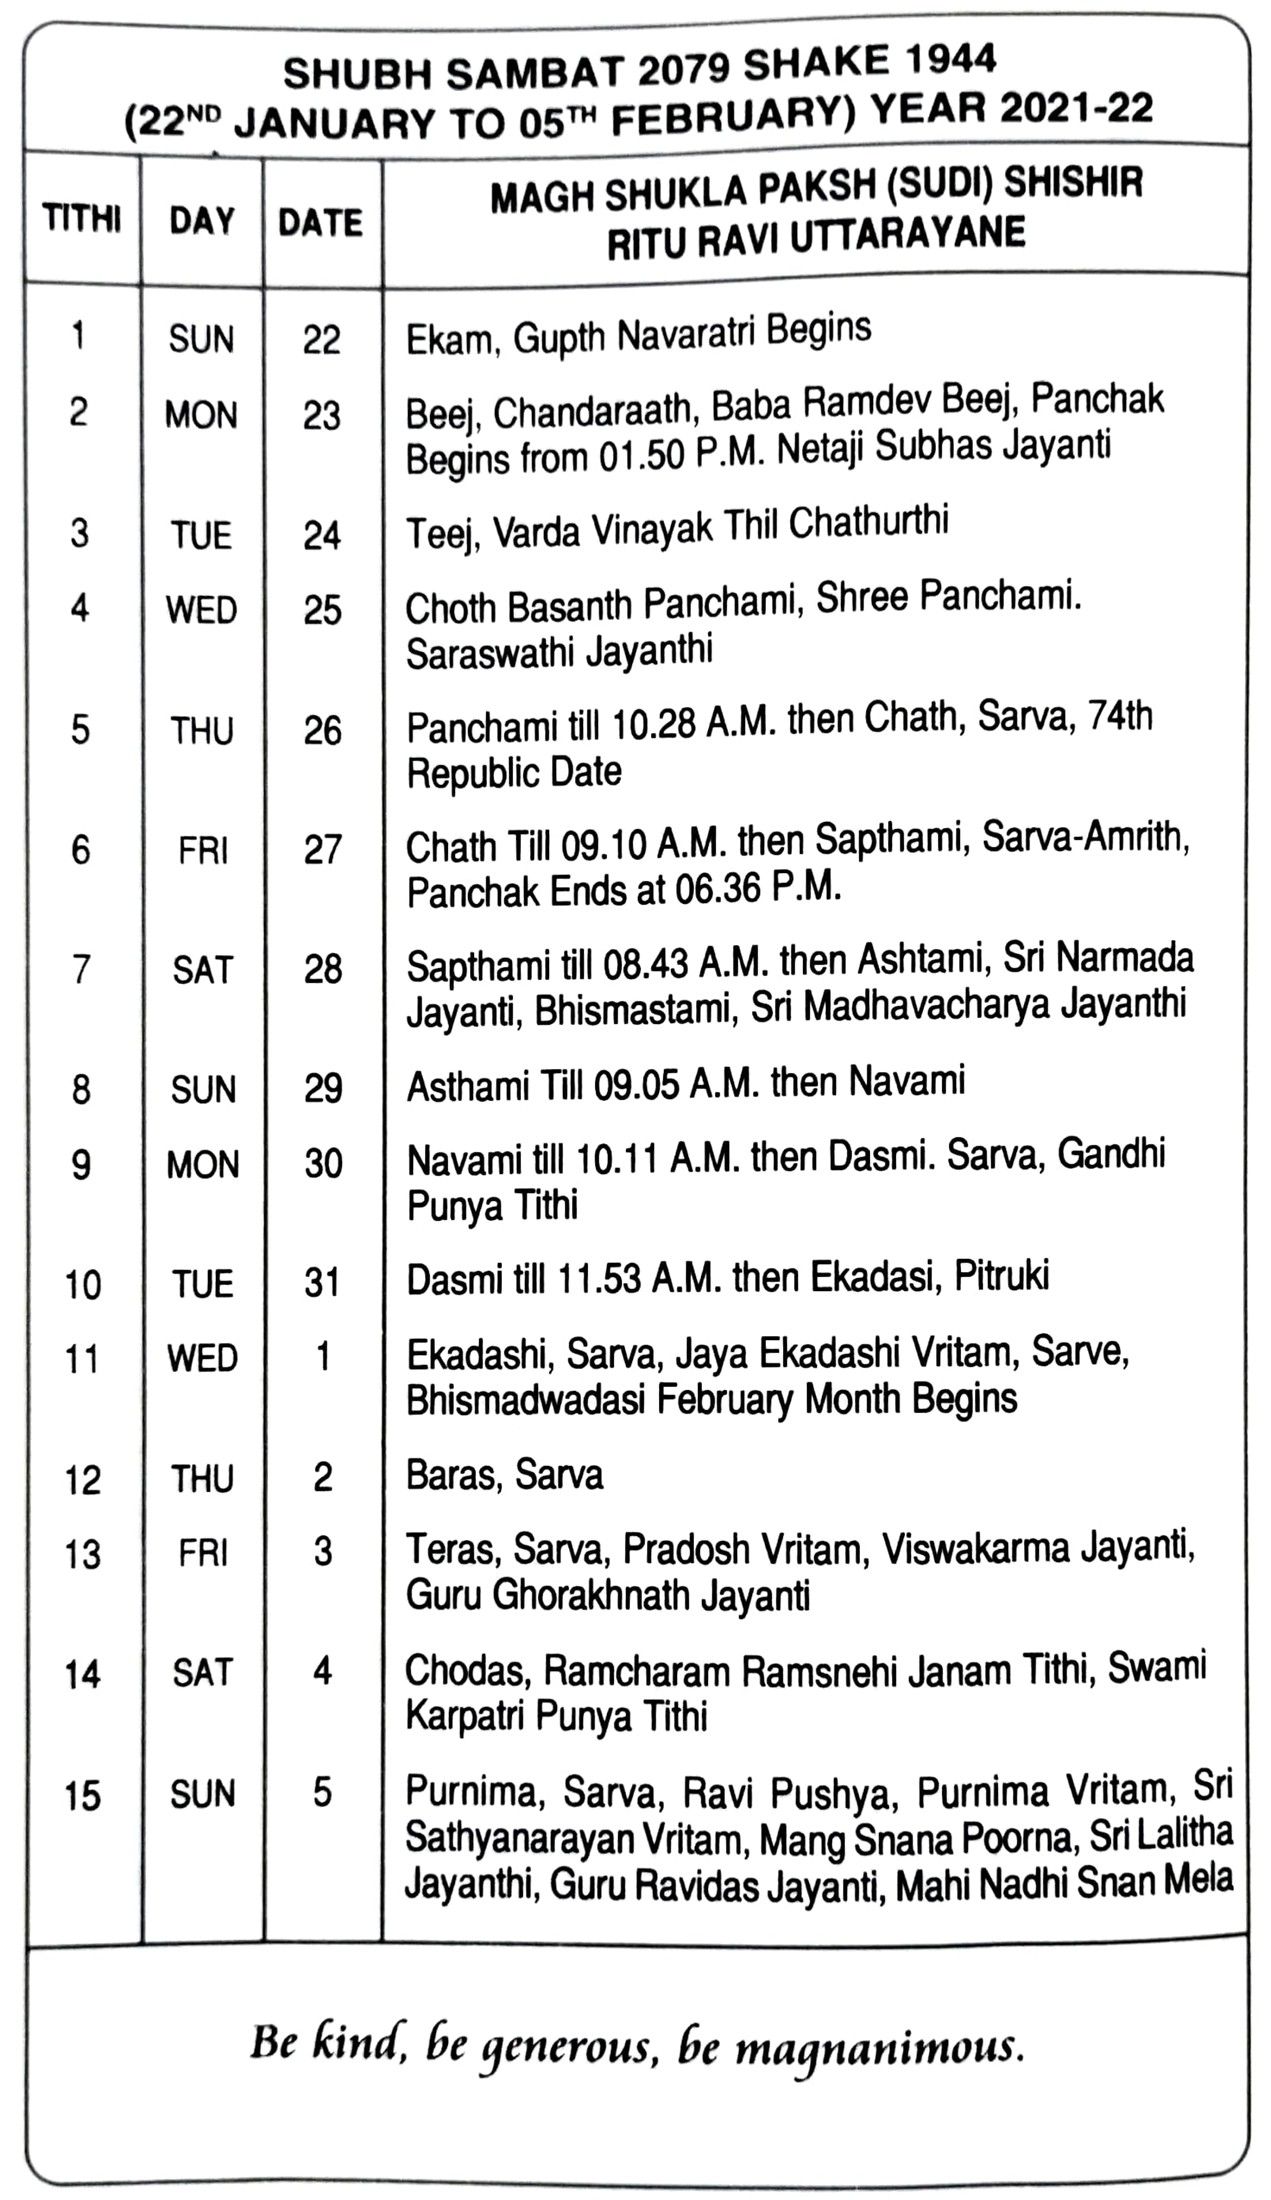 SHUBH SAMBAT 2079 SHAKE 1944
(22ND JANUARY TO 05TH FEBRUARY) YEAR 2021-22
TITHI DAY DATE MAGH SHUKLA PAKSH (SUDI) SHISHIR
RITU RAVI UTTARAYANE
1 SUN 22 Ekam, Gupth Navaratri Begins
2 MON 23 Beej, Chandaraath, Baba Ramdev Beej, Panchak
Begins from 01.50 P.M. Netaji Subhas Jayanti
3 TUE 24 Teej, Varda Vinayak Thil Chathurthi
4 WED 25 Choth Basanth Panchami, Shree Panchami.
Saraswathi Jayanthi
5 THU 26 Panchami till 10.28 A.M. then Chath, Sarva, 74th
Republic Date
6 FRI 27 Chath Till 09.10 A.M. then Sapthami, Sarva-Amrith,
Panchak Ends at 06.36 P.M.
7 SAT 28 Sapthami till 08.43 A.M. then Ashtami, Sri Narmada
Jayanti, Bhismastami, Sri Madhavacharya Jayanthi
8 SUN 29 Asthami Till 09.05 A.M. then Navami
9 MON 30 Navami till 10.11 A.M. then Dasmi. Sarva, Gandhi
Punya Tithi
10 TUE 31 Dasmi till 11.53 A.M. then Ekadasi, Pitruki
11 WED 1 Ekadashi, Sarva, Jaya Ekadashi Vritam, Sarve,
Bhismadwadasi February Month Begins
12 THU 2 Baras, Sarva
13 FRI 3 Teras, Sarva, Pradosh Vritam, Viswakarma Jayanti,
Guru Ghorakhnath Jayanti
14 SAT 4 Chodas, Ramcharam Ramsnehi Janam Tithi, Swami
Karpatri Punya Tithi
15 SUN 5 Purnima, Sarva, Ravi Pushya, Purnima Vritam, Sri
Sathyanarayan Vritam, Mang Snana Poorna, Sri Lalitha
Jayanthi, Guru Ravidas Jayanti, Mahi Nadhi Snan Mela
Be kind, be generous, be magnanimous.